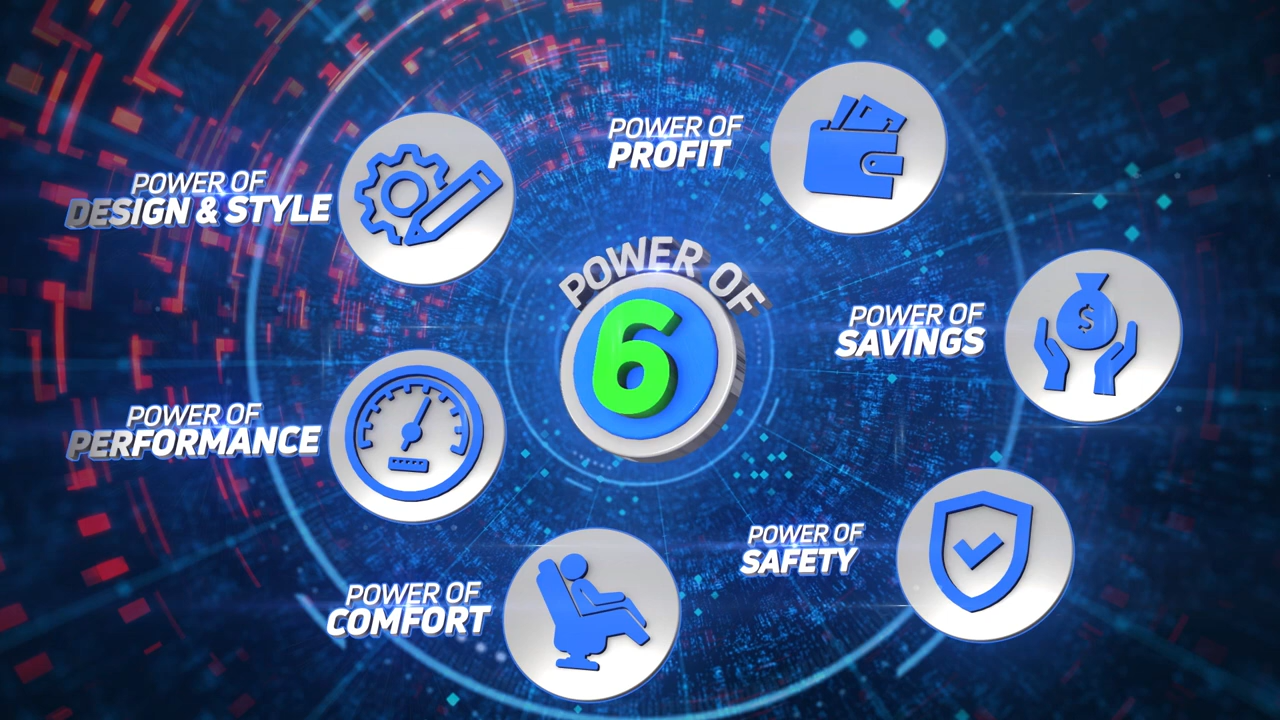 POWER OF
PROFIT
POWER OF
DESIGN & STYLE
POWER OF
6
POWER OF
SAVINGS
$
POWER OF
PERFORMANCE
POWER OF
SAFETY
POWER OF
COMFORT